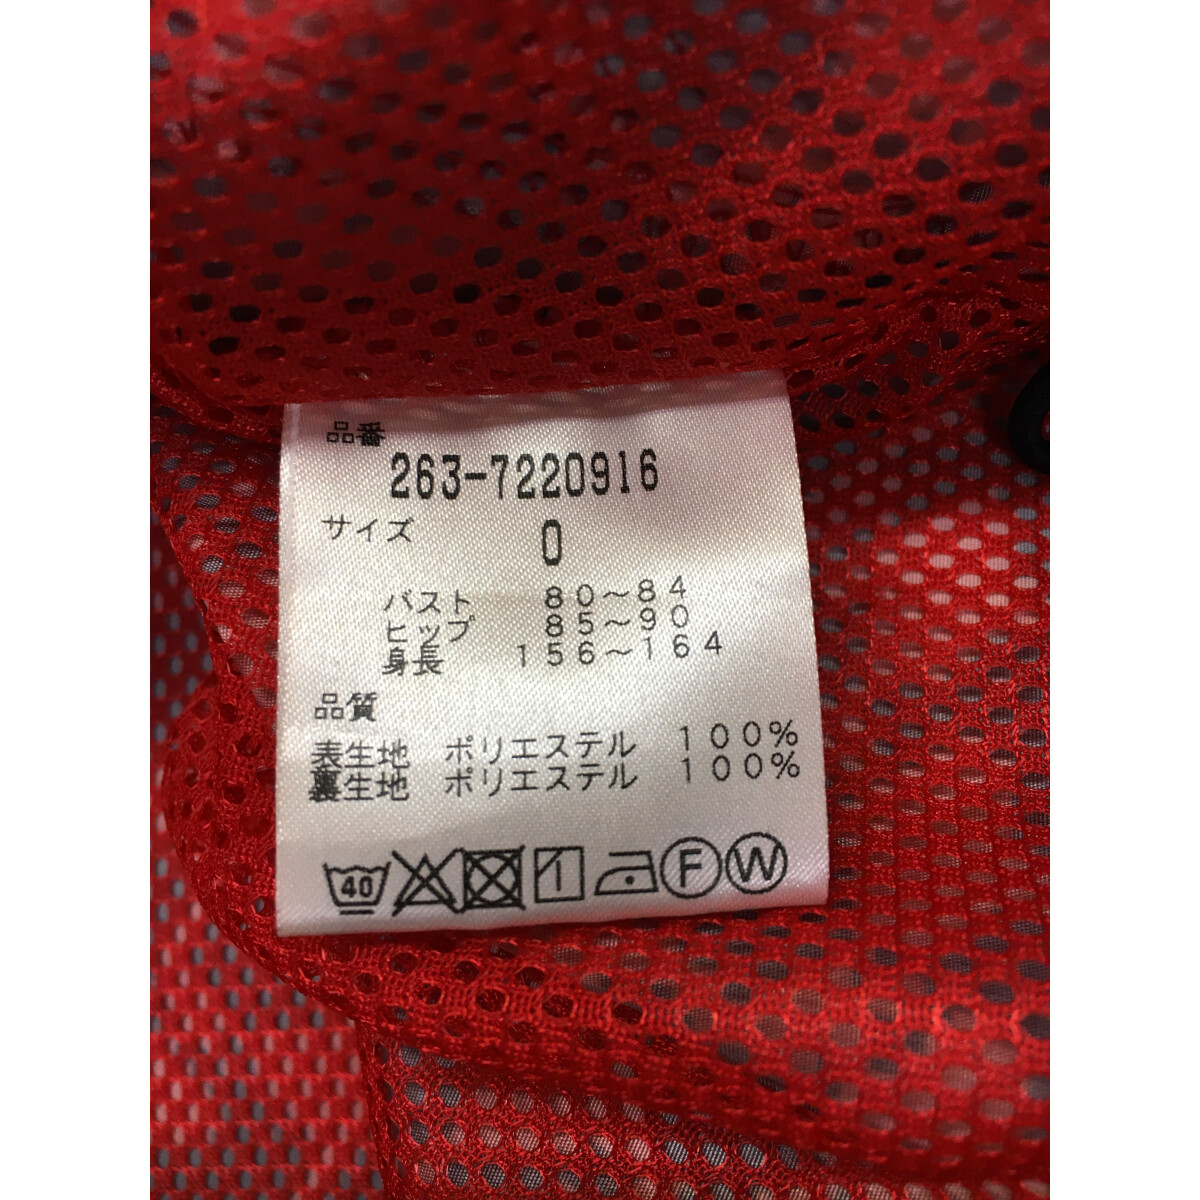 品番
263-7220916
サイズ
0
バスト 80～84
ヒップ 85～90
身長 156～164
品質
表生地 ポリエステル 100%
裏生地 ポリエステル 100%
40 F W